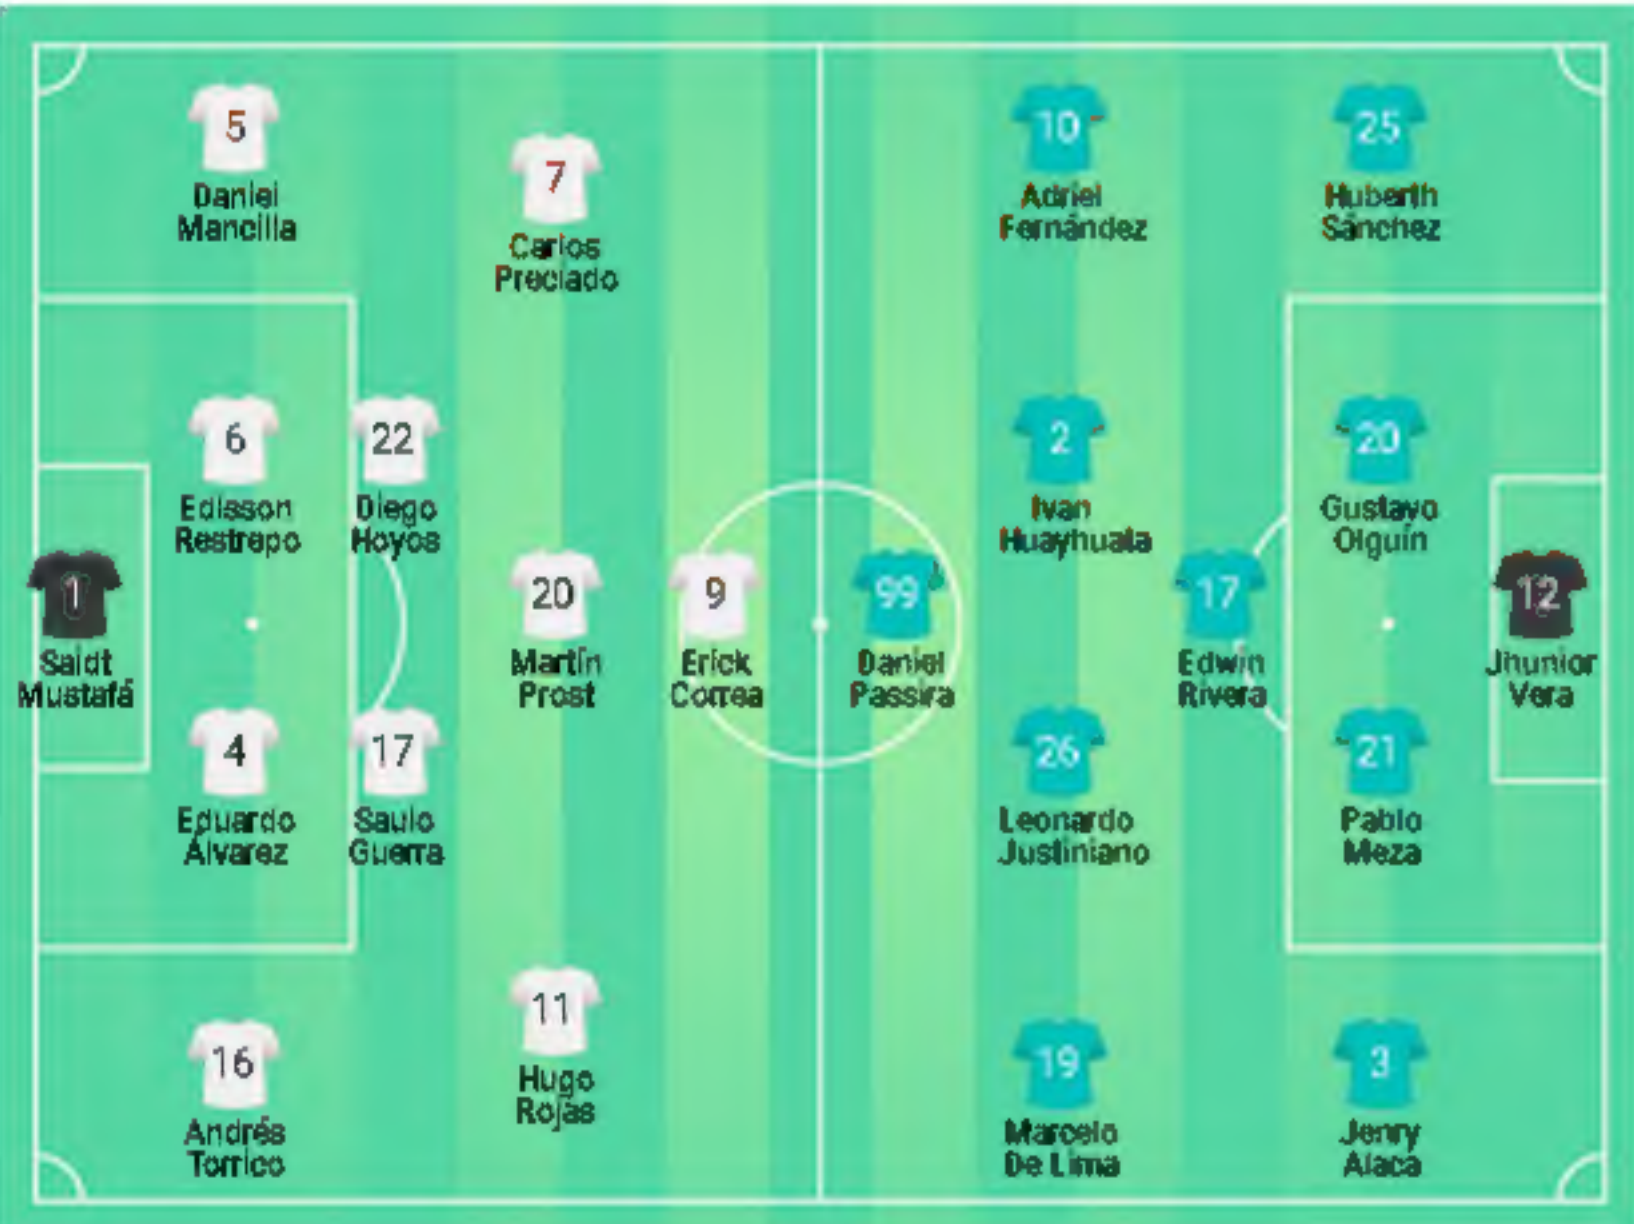 5
Daniel
Mancilla
7
Carlos
Preciado
10
Adriel
Fernández
25
Huberth
Sánchez
6
Edisson
Restrepo
22
Diego
Hoyos
2
Ivan
Huayhuata
20
Gustavo
Olguín
1
Saidt
Mustafá
20
Martín
Prost
9
Erick
Correa
99
Daniel
Passira
17
Edwin
Rivera
12
Jhunior
Vera
4
Eduardo
Álvarez
17
Saulo
Guerra
26
Leonardo
Justiniano
21
Pablo
Meza
16
Andrés
Torrico
11
Hugo
Rojas
19
Marcelo
De Lima
3
Jenry
Alaca